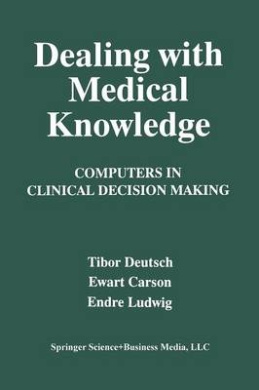 Dealing with
Medical
Knowledge
COMPUTERS IN
CLINICAL DECISION MAKING
Tibor Deutsch
Ewart Carson
Endre Ludwig
Springer Science+Business Media, LLC